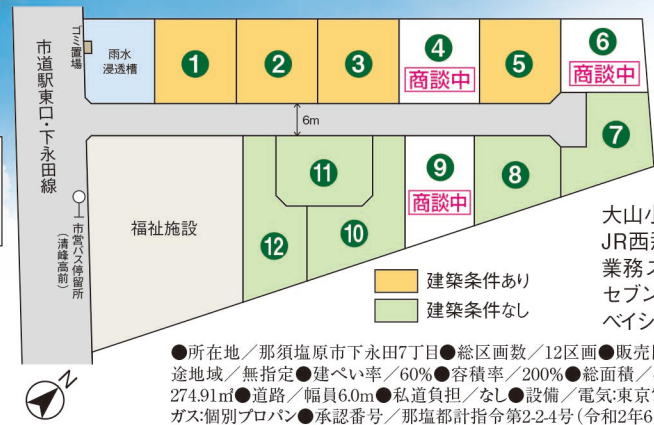 ゴミ置場
市道駅東口・下永田線
雨水
浸透槽
1
2
3
4
商談中
5
6
商談中
6m
7
8
9
商談中
10
11
12
福祉施設
市営バス停留所
(清峰高前)
建築条件あり
建築条件なし
N
大山小
JR西
業務ス
セブン
ベイシ
●所在地/那須塩原市下永田7丁目●総区画数/12区画●販売
途地域/無指定●建ぺい率/60%●容積率/200%●総面積/
274.91㎡●道路/幅員6.0m●私道負担/なし●設備/電気:東京
ガス:個別プロパン●承認番号/那塩都計指令第2-2-4号(令和2年6